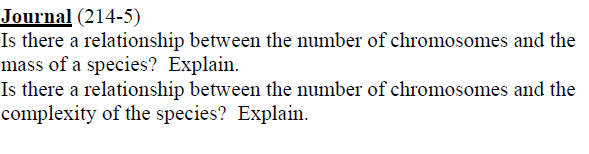 Journal (214-5)
Is there a relationship between the number of chromosomes and the
mass of a species?  Explain.
Is there a relationship between the number of chromosomes and the
complexity of the species?  Explain.